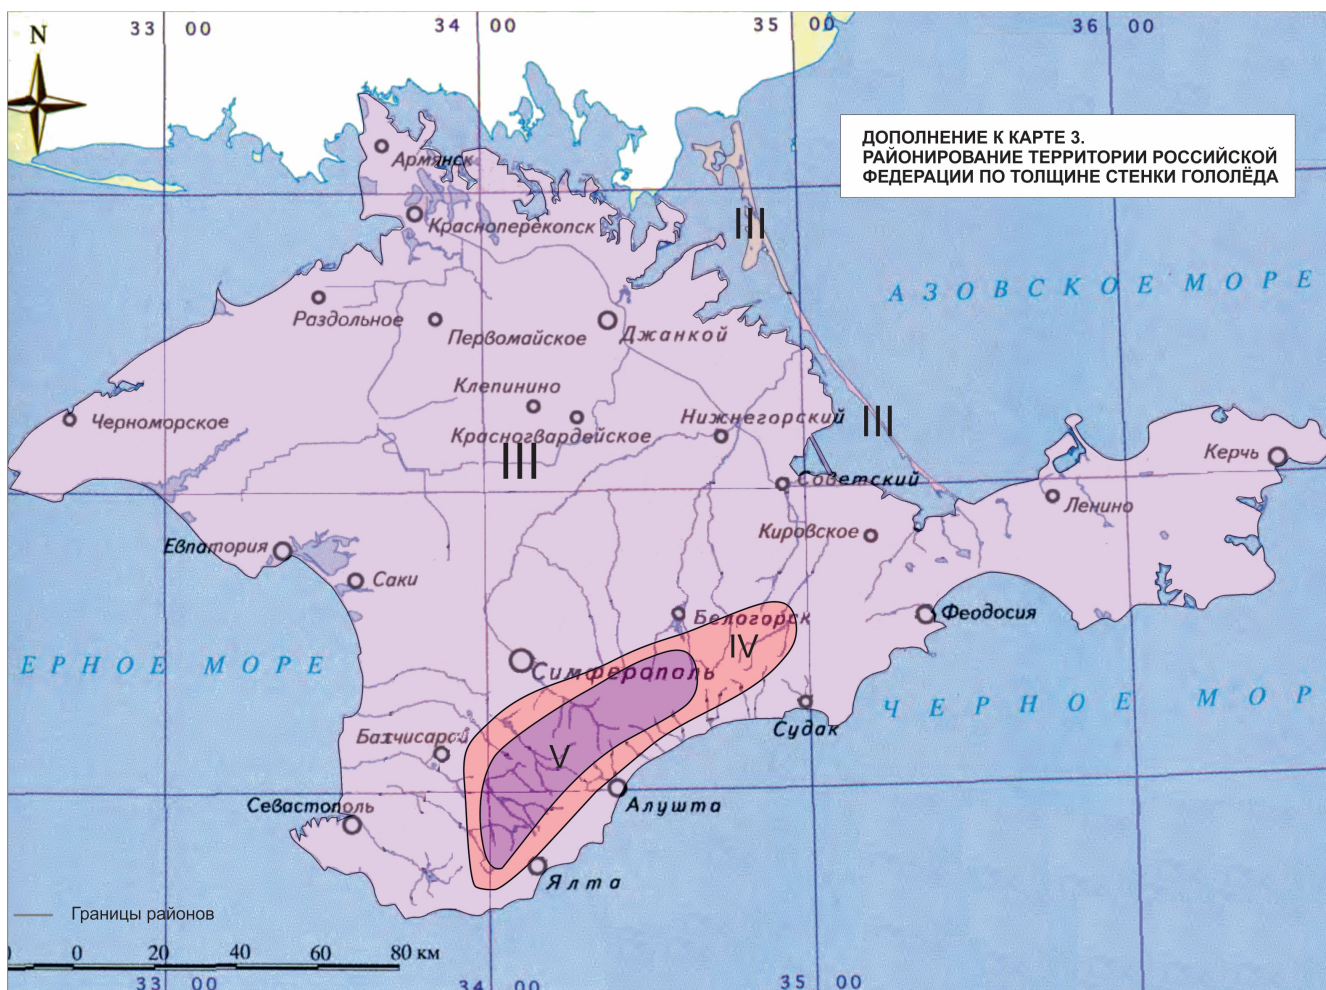 33 00
34 00
35 00
36 00
N
ДОПОЛНЕНИЕ К КАРТЕ 3.
РАЙОНИРОВАНИЕ ТЕРРИТОРИИ РОССИЙСКОЙ
ФЕДЕРАЦИИ ПО ТОЛЩИНЕ СТЕНКИ ГОЛОЛЁДА
Армянск
Красноперекопск
III
АЗОВСКОЕ МОРЕ
Раздольное
Первомайское
Джанкой
Клепинино
Черноморское
Красногвардейское
Нижнегорский
III
III
Керчь
Советский
Ленино
Евпатория
Кировское
Саки
Белогорск
Феодосия
IV
ЕРНОЕ МОРЕ
Симферополь
ЧЕРНОЕ МОР
Судак
Бахчисарай
V
Севастополь
Алушта
Ялта
Границы районов
0 20 40 60 80 км
33 00
34 00
35 00